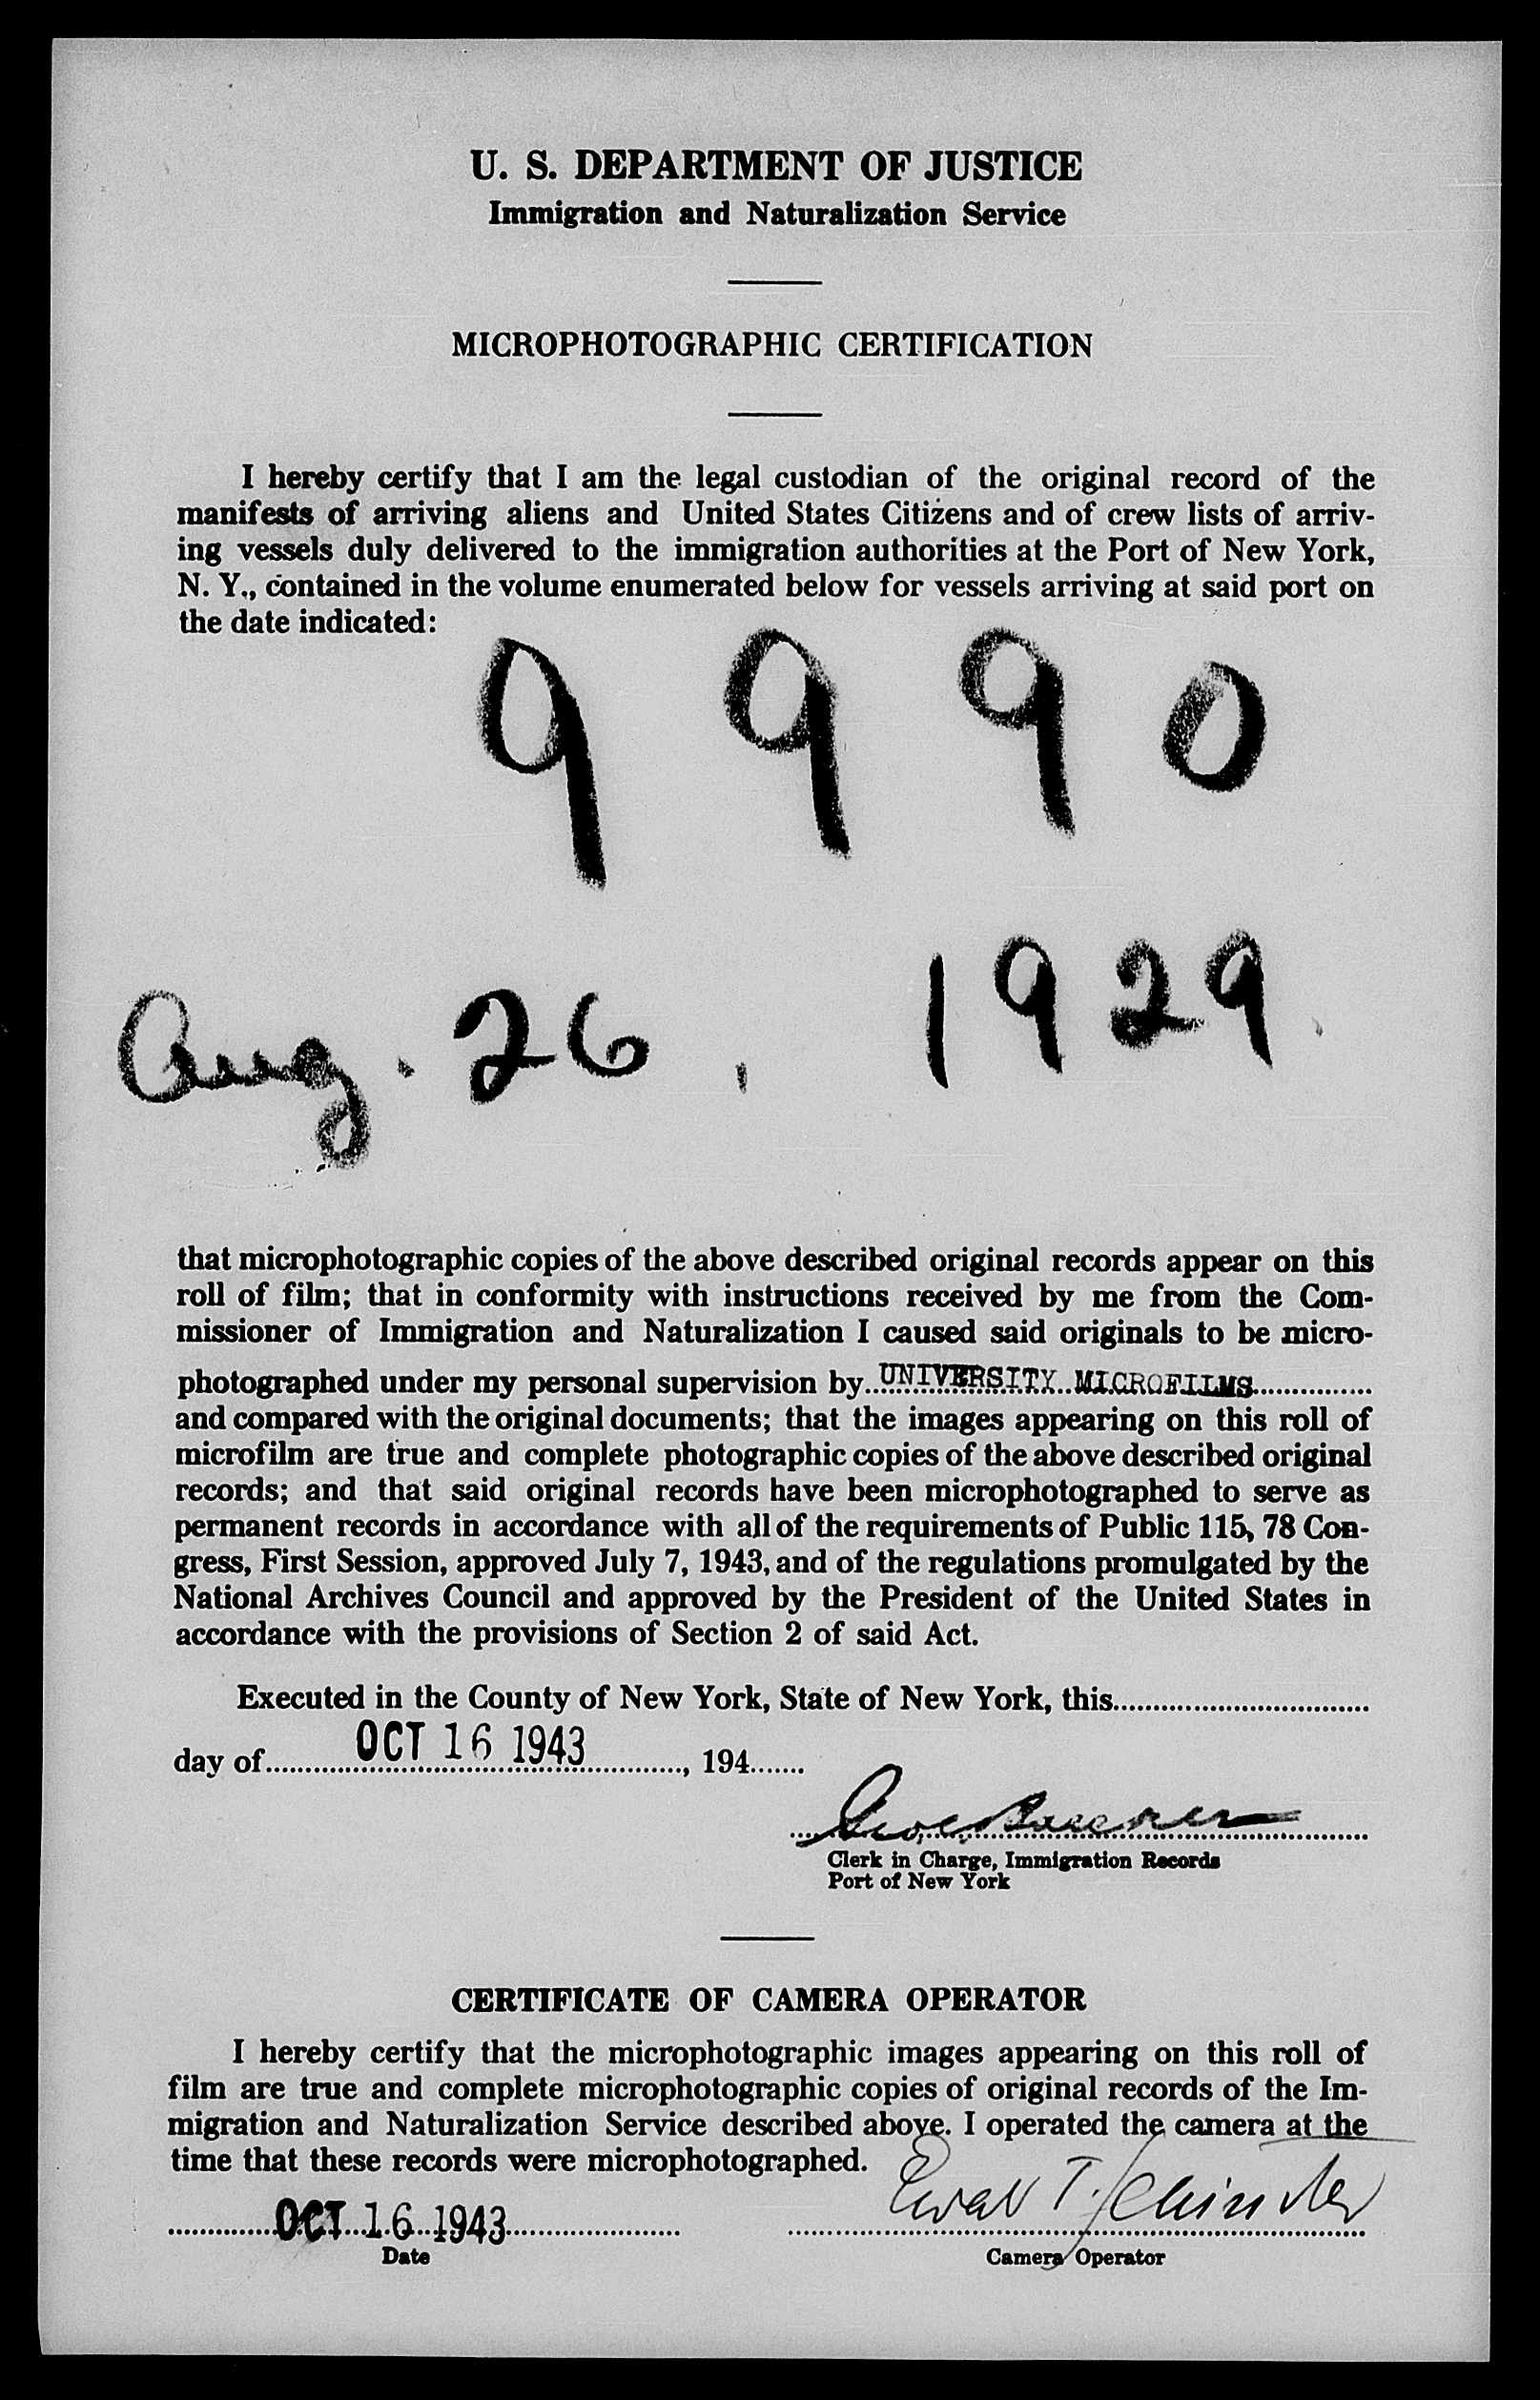 U. S. DEPARTMENT OF JUSTICE
Immigration and Naturalization Service
MICROPHOTOGRAPHIC CERTIFICATION
I hereby certify that I am the legal custodian of the original record of the
manifests of arriving aliens and United States Citizens and of crew lists of arriv-
ing vessels duly delivered to the immigration authorities at the Port of New York,
N. Y., contained in the volume enumerated below for vessels arriving at said port on
the date indicated:
9 9 9 0
Aug. 26, 1929.
that microphotographic copies of the above described original records appear on this
roll of film; that in conformity with instructions received by me from the Com-
missioner of Immigration and Naturalization I caused said originals to be micro-
photographed under my personal supervision by UNIVERSITY MICROFILMS
and compared with the original documents; that the images appearing on this roll of
microfilm are true and complete photographic copies of the above described original
records; and that said original records have been microphotographed to serve as
permanent records in accordance with all of the requirements of Public 115, 78 Con-
gress, First Session, approved July 7, 1943, and of the regulations promulgated by the
National Archives Council and approved by the President of the United States in
accordance with the provisions of Section 2 of said Act.
Executed in the County of New York, State of New York, this
day of OCT 16 1943, 194
Clerk in Charge, Immigration Records
Port of New York
CERTIFICATE OF CAMERA OPERATOR
I hereby certify that the microphotographic images appearing on this roll of
film are true and complete microphotographic copies of original records of the Im-
migration and Naturalization Service described above. I operated the camera at the
time that these records were microphotographed.
OCT 16 1943
Date
Camera Operator